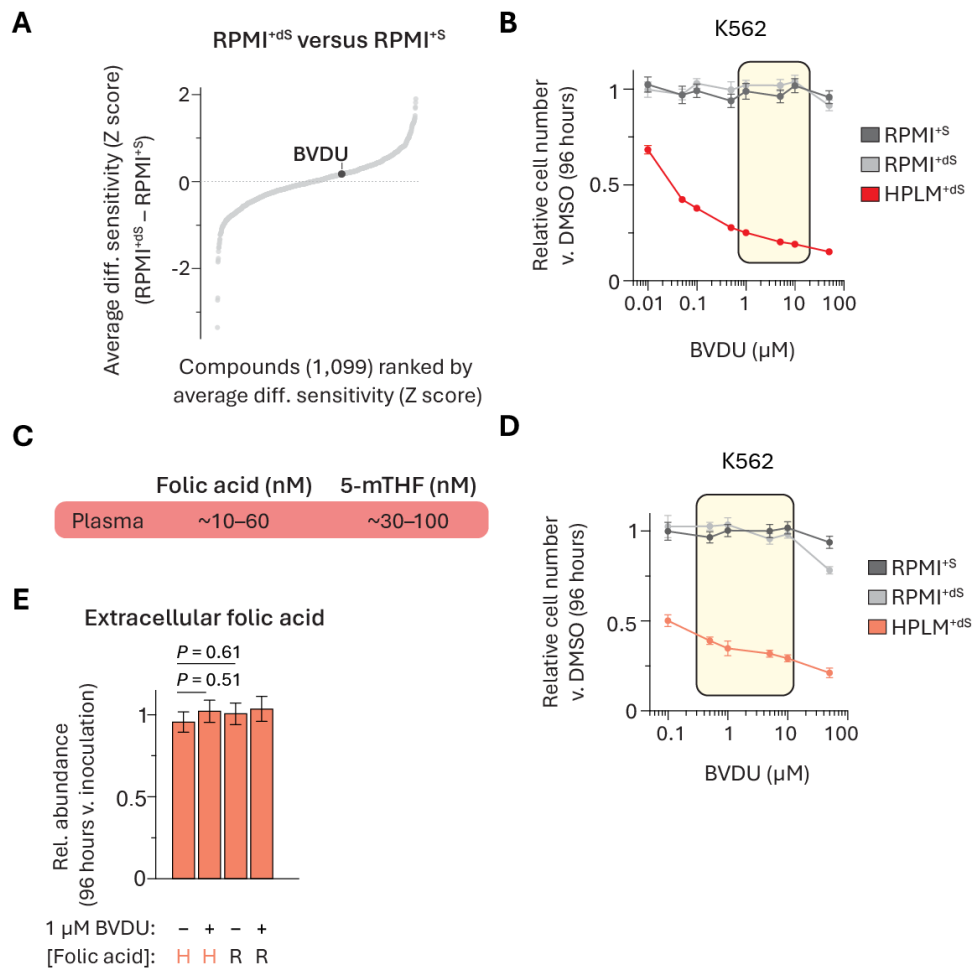 A
RPMI⁺ᵈˢ versus RPMI⁺ˢ
Average diff. sensitivity (Z score)
(RPMI⁺ᵈˢ – RPMI⁺ˢ)
2
0
-2
BVDU
Compounds (1,099) ranked by
average diff. sensitivity (Z score)
B
K562
Relative cell number
v. DMSO (96 hours)
1
0.5
0
0.01 0.1 1 10 100
BVDU (µM)
RPMI⁺ˢ
RPMI⁺ᵈˢ
HPLM⁺ᵈˢ
C
Folic acid (nM) 5-mTHF (nM)
Plasma ~10–60 ~30–100
D
K562
Relative cell number
v. DMSO (96 hours)
1
0.5
0
0.1 1 10 100
BVDU (µM)
RPMI⁺ˢ
RPMI⁺ᵈˢ
HPLM⁺ᵈˢ
E
Extracellular folic acid
P = 0.61
P = 0.51
Rel. abundance
(96 hours v. inoculation)
1
0.5
0
1 µM BVDU: – + – +
[Folic acid]: H H R R